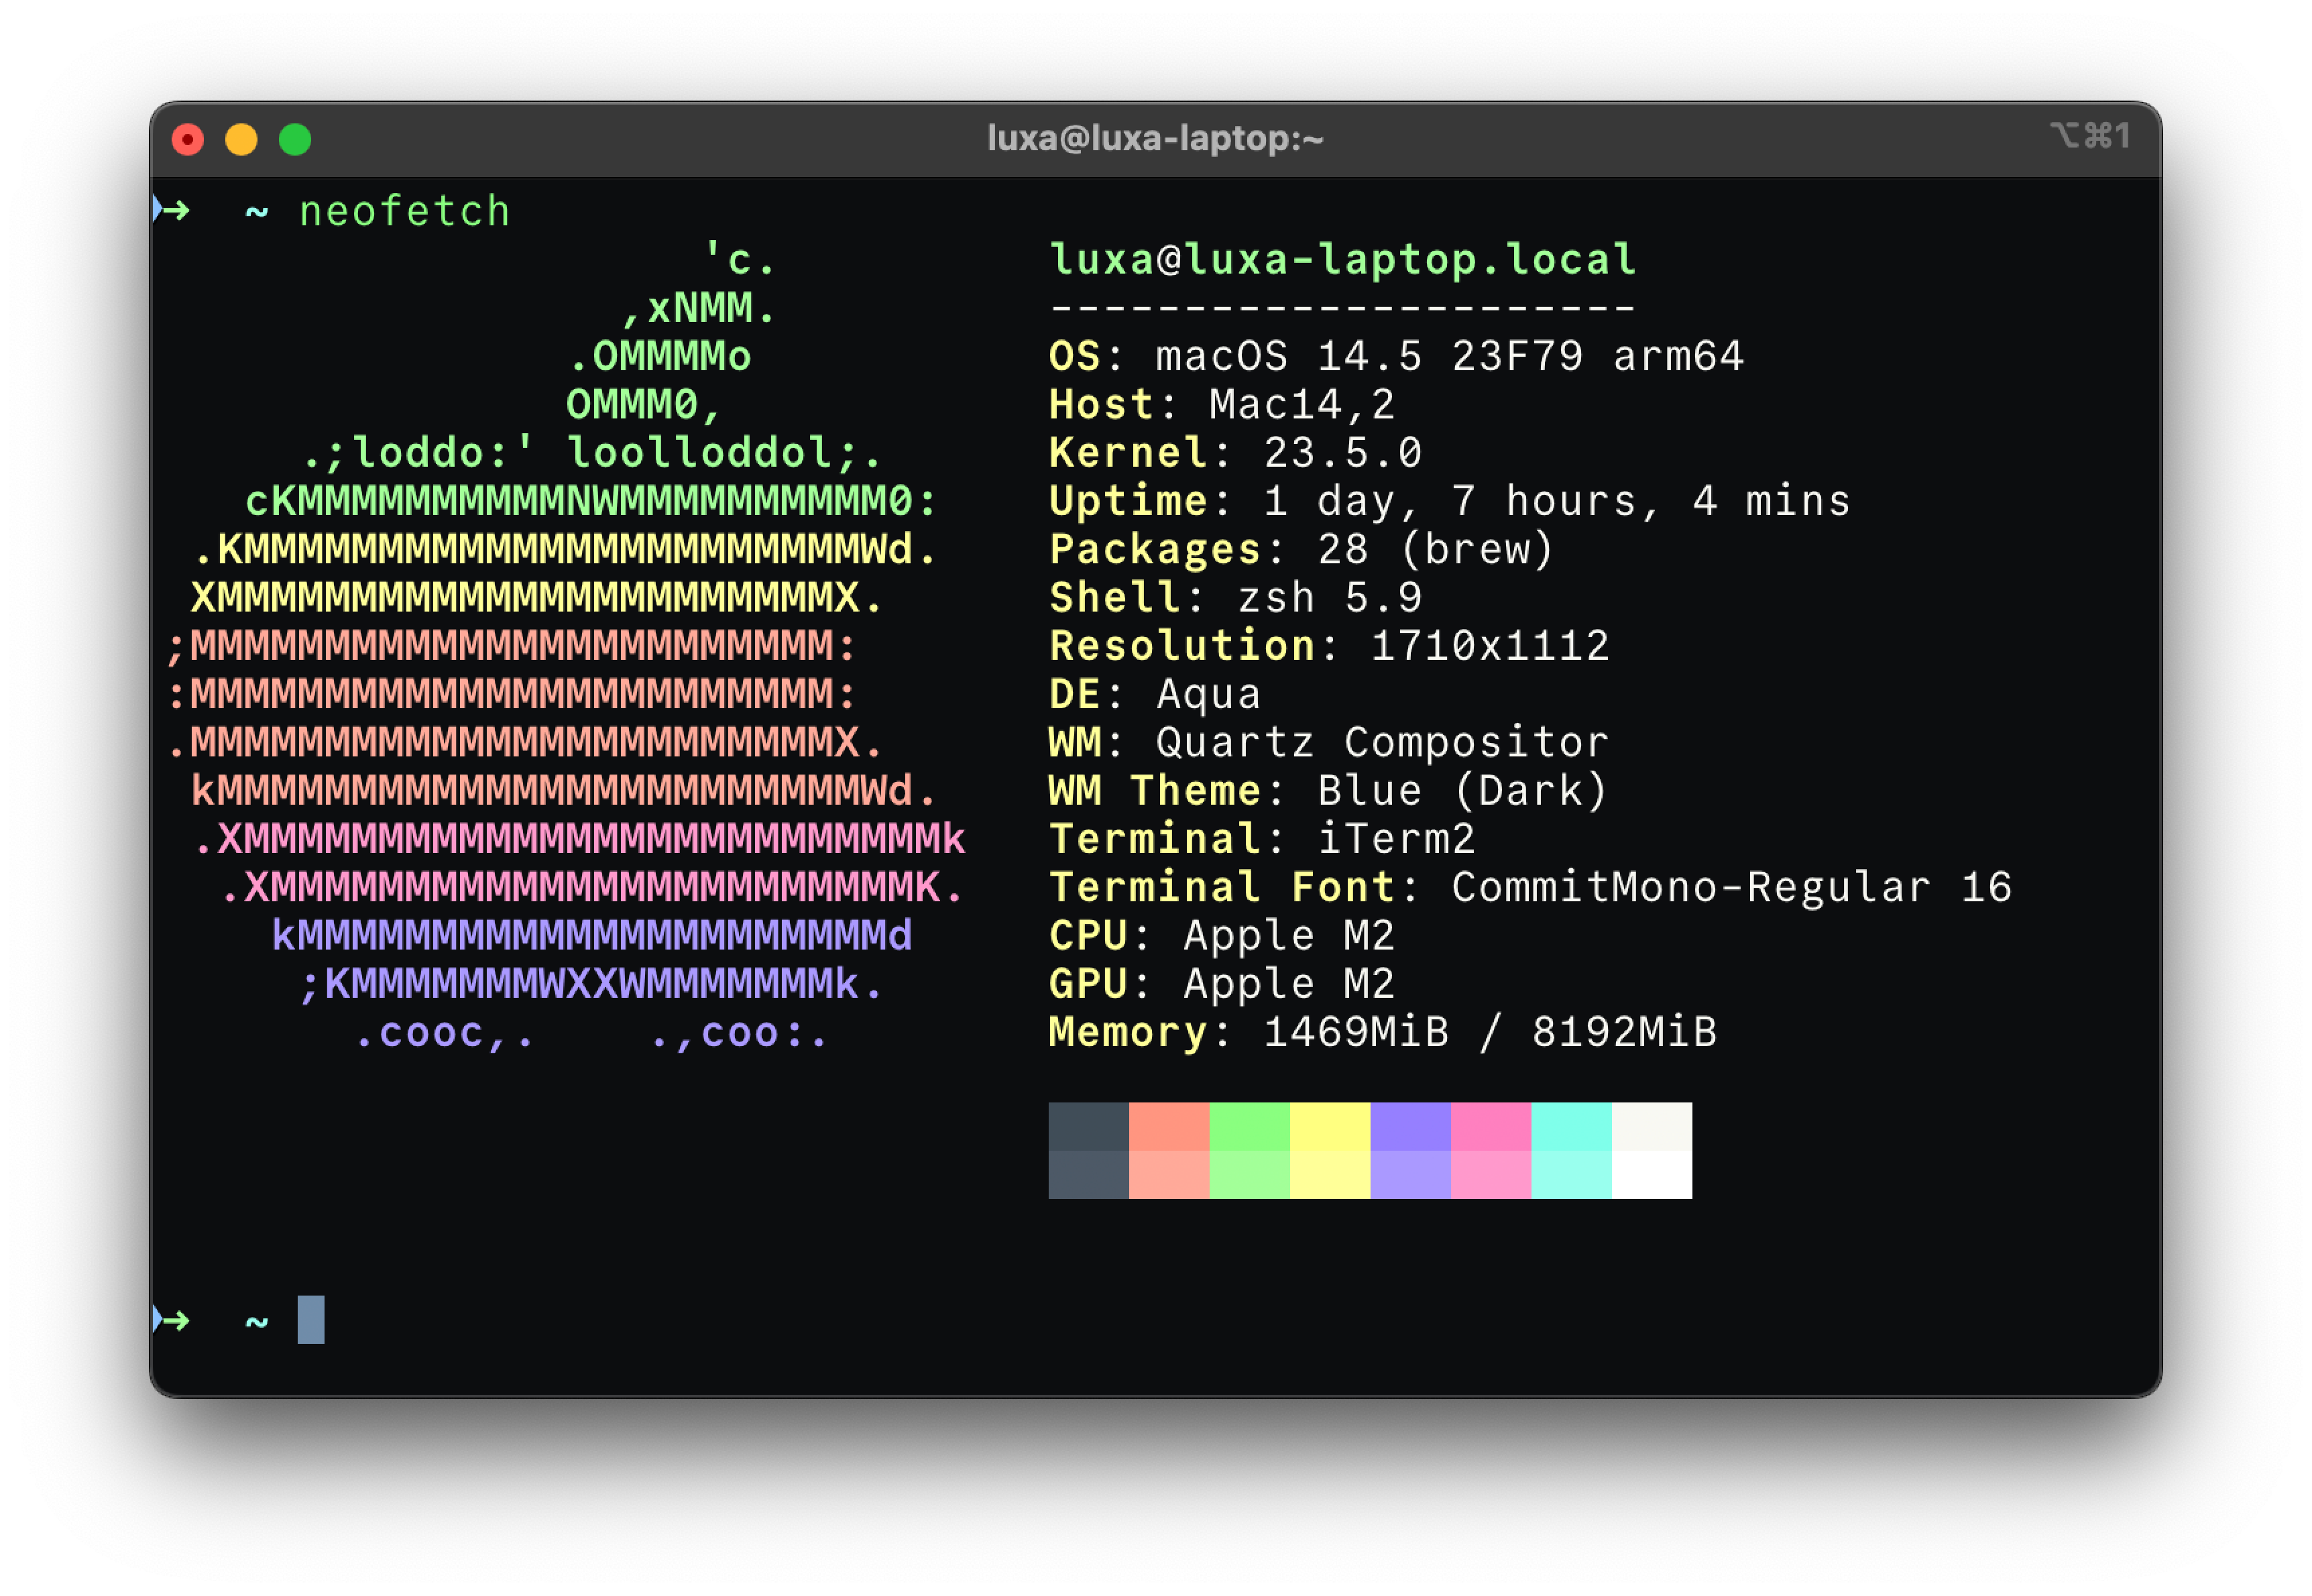 luxa@luxa-laptop:~ ⌥⌘1
→ ~ neofetch
'c. luxa@luxa-laptop.local
,xNMM. ----------------------
.OMMMMo OS: macOS 14.5 23F79 arm64
OMMM0, Host: Mac14,2
.;loddo:' loolloddol;. Kernel: 23.5.0
cKMMMMMMMMMMNWMMMMMMMMMM0: Uptime: 1 day, 7 hours, 4 mins
.KMMMMMMMMMMMMMMMMMMMMMMMWd. Packages: 28 (brew)
XMMMMMMMMMMMMMMMMMMMMMMMX. Shell: zsh 5.9
;MMMMMMMMMMMMMMMMMMMMMMMM: Resolution: 1710x1112
:MMMMMMMMMMMMMMMMMMMMMMMM: DE: Aqua
.MMMMMMMMMMMMMMMMMMMMMMMMX. WM: Quartz Compositor
kMMMMMMMMMMMMMMMMMMMMMMMMWd. WM Theme: Blue (Dark)
.XMMMMMMMMMMMMMMMMMMMMMMMMMMk Terminal: iTerm2
.XMMMMMMMMMMMMMMMMMMMMMMMMK. Terminal Font: CommitMono-Regular 16
kMMMMMMMMMMMMMMMMMMMMMMd CPU: Apple M2
;KMMMMMMMWXXWMMMMMMMk. GPU: Apple M2
.cooc,. .,coo:. Memory: 1469MiB / 8192MiB
→ ~